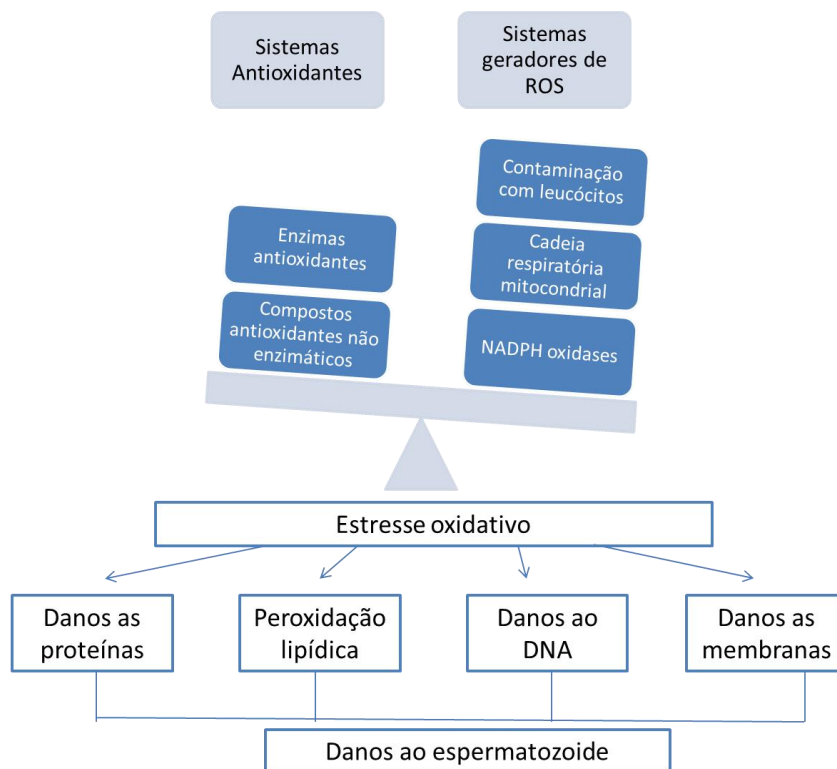 Sistemas
Antioxidantes
Sistemas
geradores de
ROS
Enzimas
antioxidantes
Compostos
antioxidantes não
enzimáticos
Contaminação
com leucócitos
Cadeia
respiratória
mitocondrial
NADPH oxidases
Estresse oxidativo
Danos as
proteínas
Peroxidação
lipídica
Danos ao
DNA
Danos as
membranas
Danos ao espermatozoide